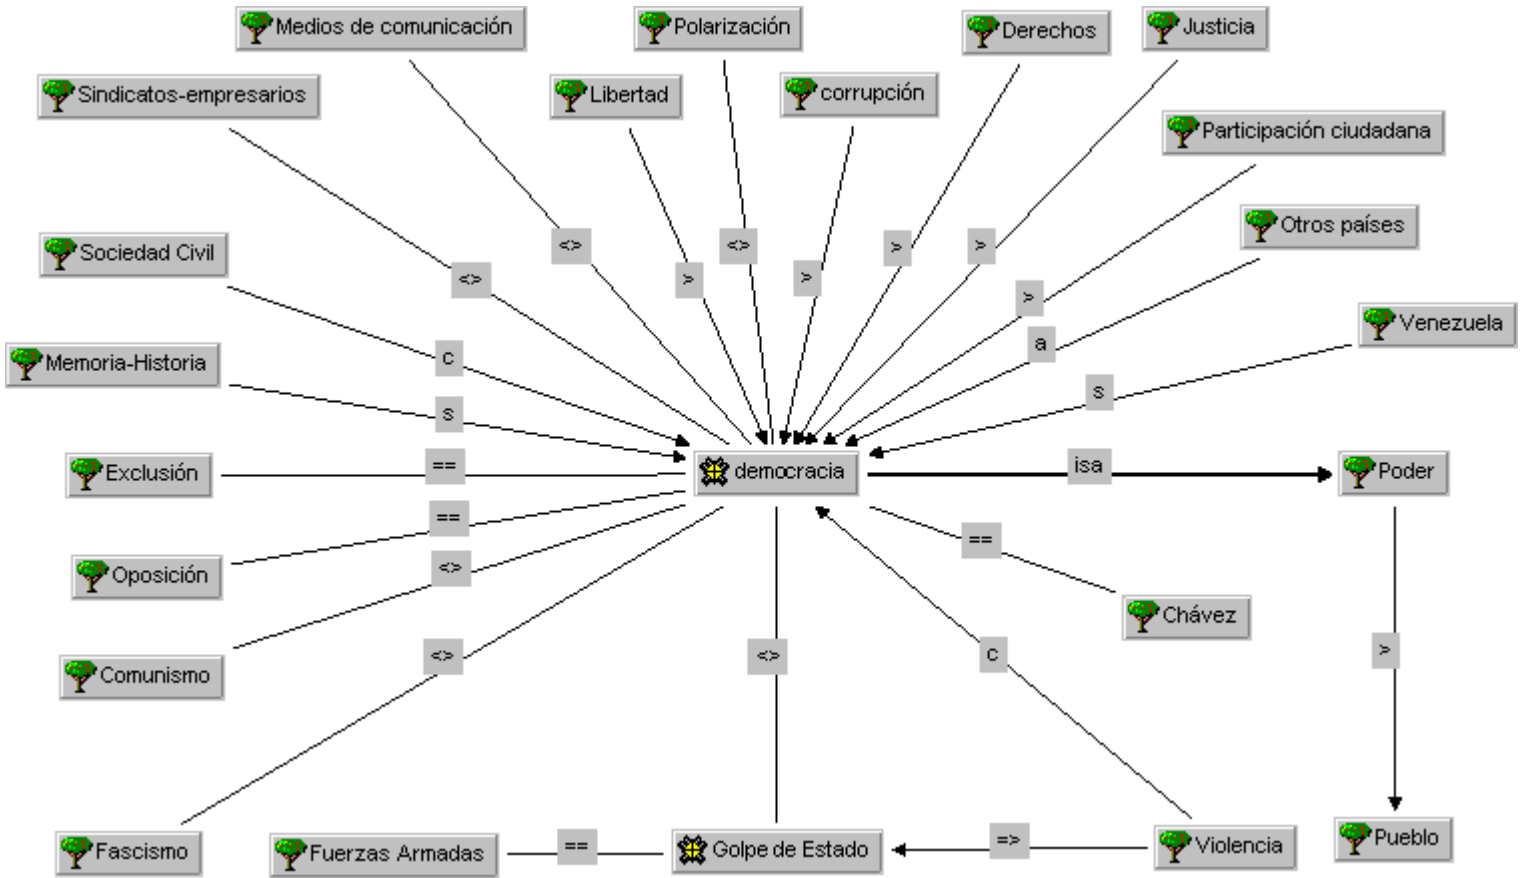 Medios de comunicación
Polarización
Derechos
Justicia
Sindicatos-empresarios
Libertad
corrupción
Participación ciudadana
Otros países
Sociedad Civil
<>
<>
>
>
<>
>
>
>
Venezuela
a
Memoria-Historia
c
s
s
Exclusión
==
democracia
isa
Poder
==
==
Oposición
<>
Chávez
Comunismo
<>
<>
c
>
Fascismo
Fuerzas Armadas
==
Golpe de Estado
=>
Violencia
Pueblo